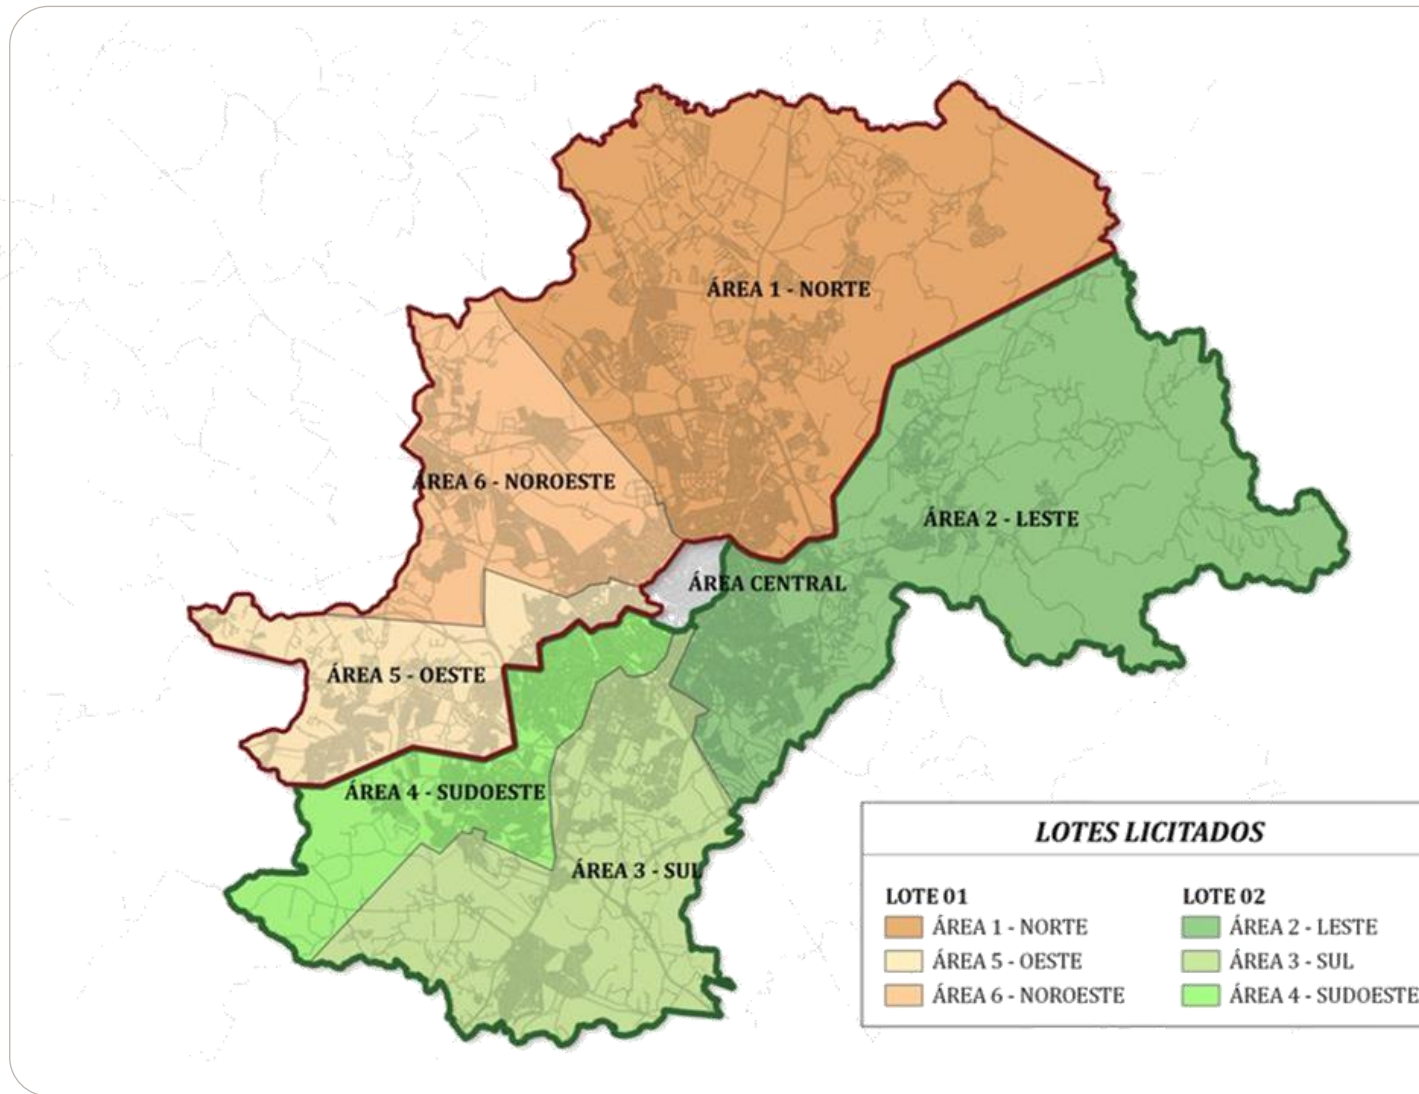 ÁREA 1 - NORTE
ÁREA 6 - NOROESTE
ÁREA 2 - LESTE
ÁREA CENTRAL
ÁREA 5 - OESTE
ÁREA 4 - SUDOESTE
ÁREA 3 - SUL
LOTES LICITADOS
LOTE 01
ÁREA 1 - NORTE
ÁREA 5 - OESTE
ÁREA 6 - NOROESTE
LOTE 02
ÁREA 2 - LESTE
ÁREA 3 - SUL
ÁREA 4 - SUDOESTE